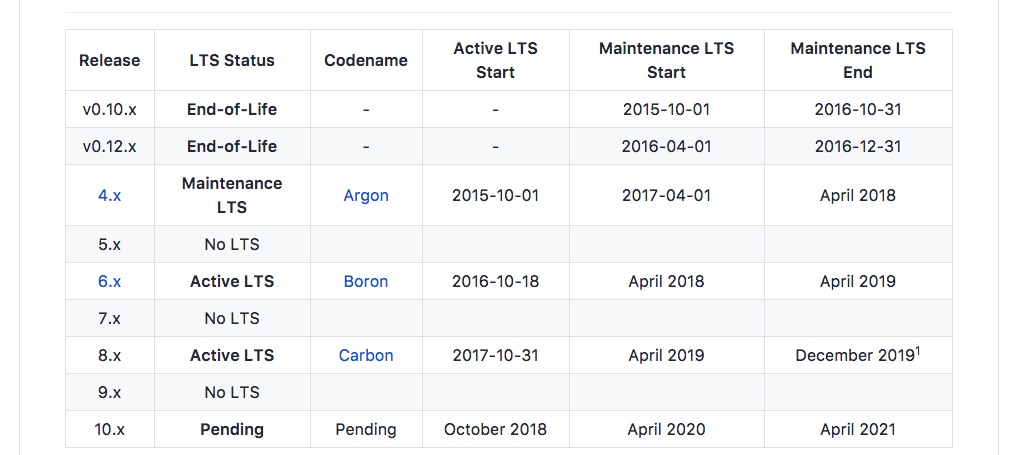 Release LTS Status Codename Active LTS Start Maintenance LTS Start Maintenance LTS End
v0.10.x End-of-Life - - 2015-10-01 2016-10-31
v0.12.x End-of-Life - - 2016-04-01 2016-12-31
4.x Maintenance LTS Argon 2015-10-01 2017-04-01 April 2018
5.x No LTS
6.x Active LTS Boron 2016-10-18 April 2018 April 2019
7.x No LTS
8.x Active LTS Carbon 2017-10-31 April 2019 December 2019¹
9.x No LTS
10.x Pending Pending October 2018 April 2020 April 2021